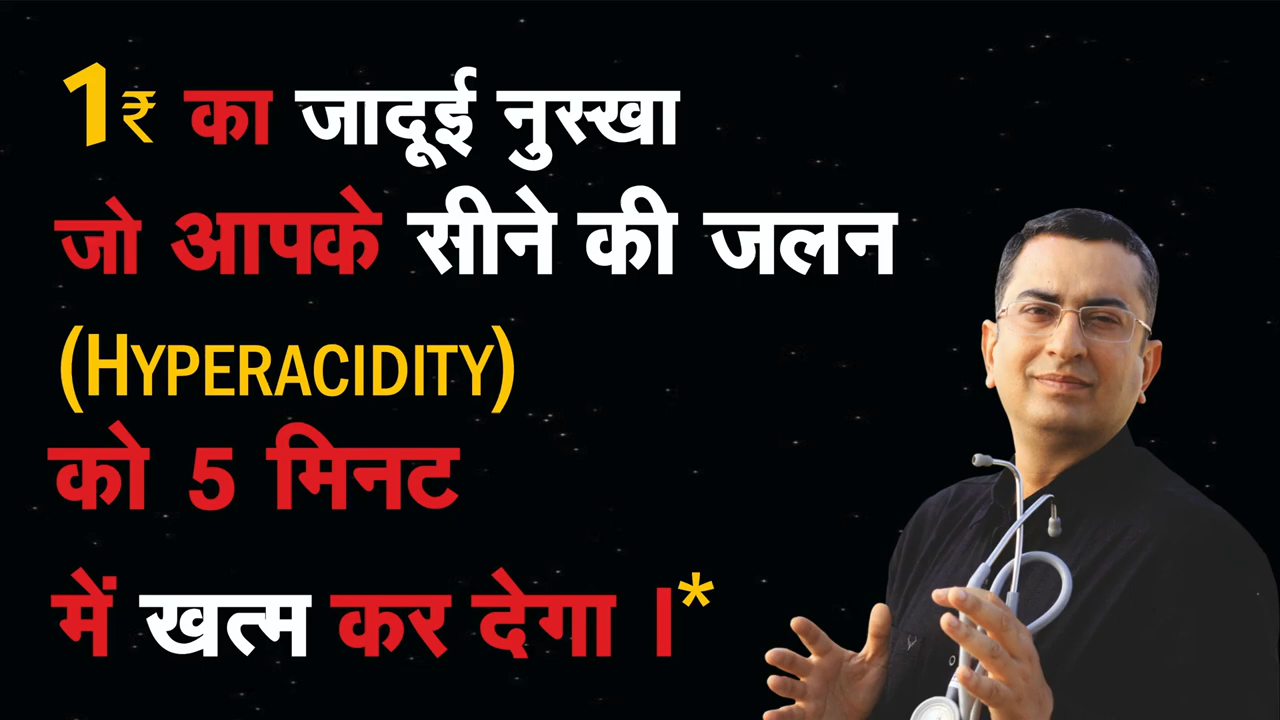 1₹ का जादूई नुस्खा
जो आपके सीने की जलन
(HYPERACIDITY)
को 5 मिनट
में खत्म कर देगा ।*